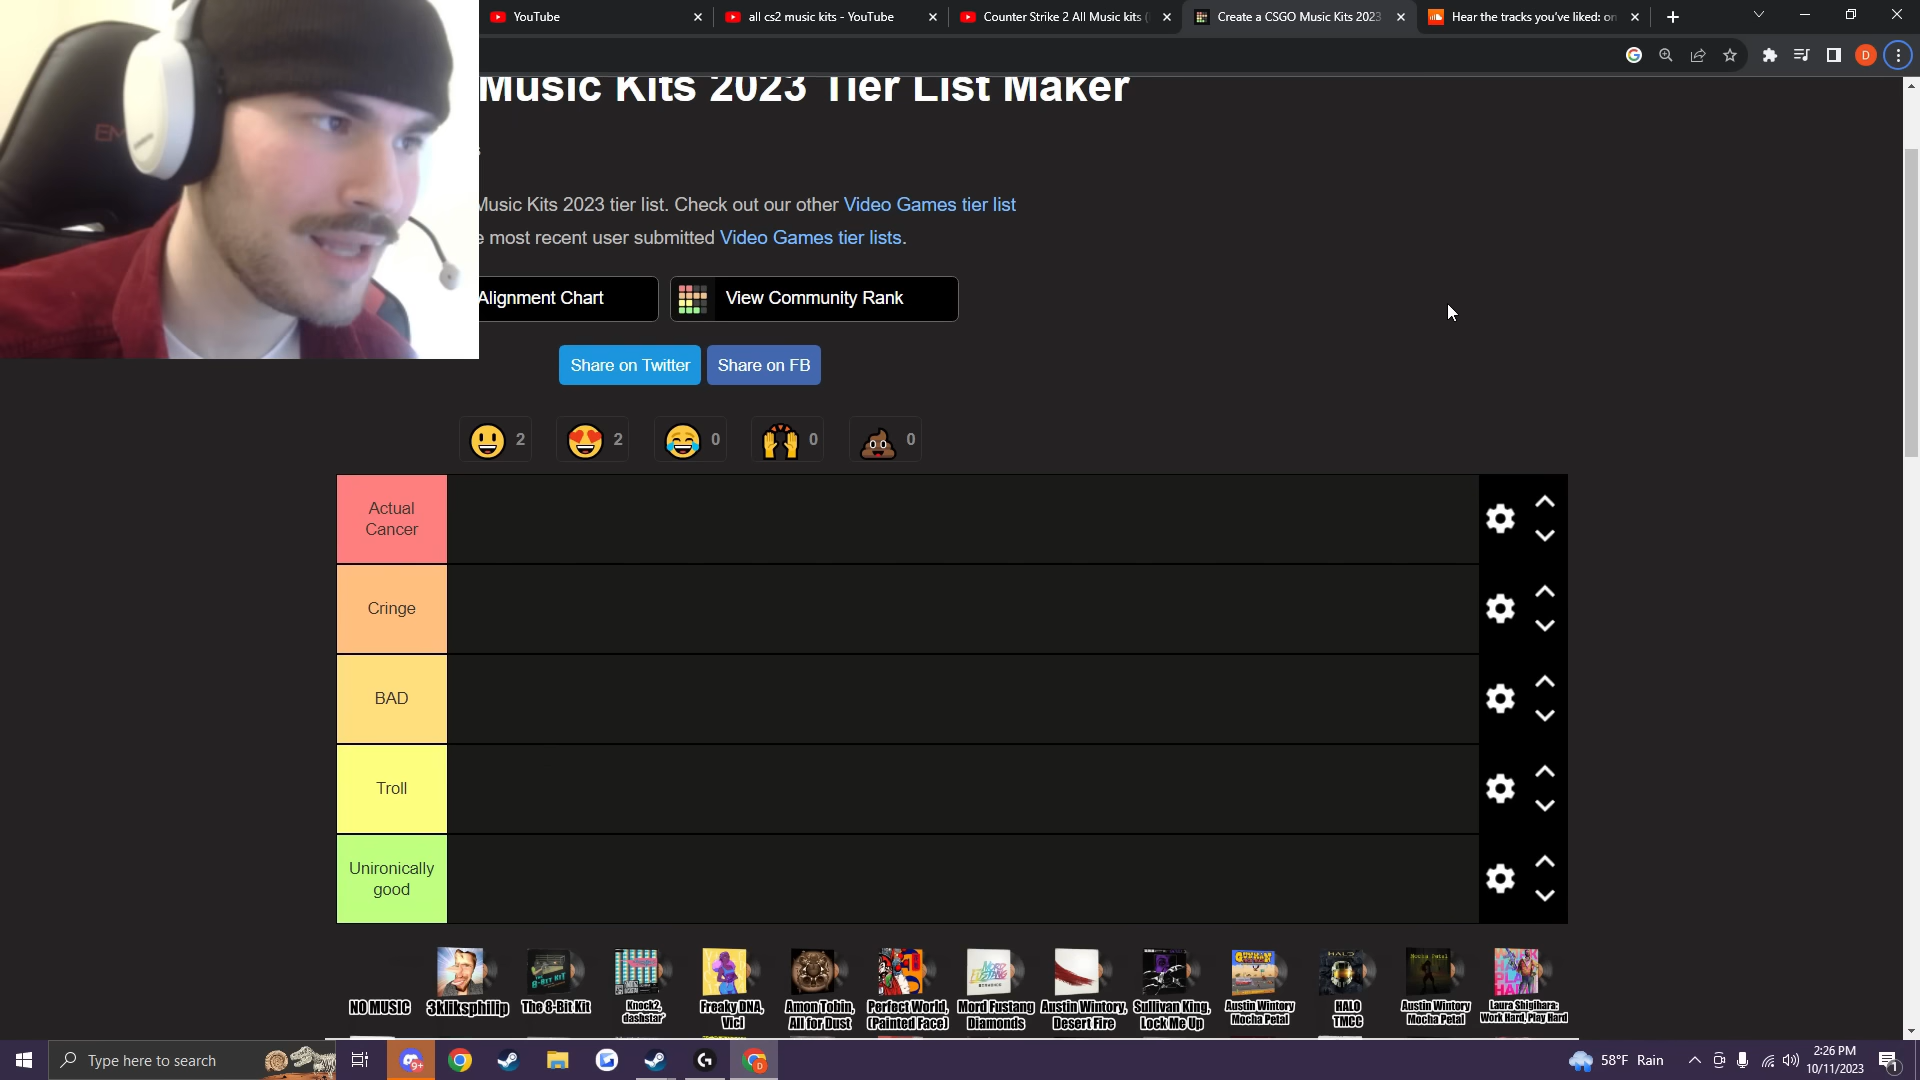 YouTube
all cs2 music kits - YouTube
Counter Strike 2 All Music kits
Create a CSGO Music Kits 2023
Hear the tracks you've liked: on
D
Music Kits 2023 Tier List Maker
Music Kits 2023 tier list. Check out our other Video Games tier list
most recent user submitted Video Games tier lists.
Alignment Chart
View Community Rank
Share on Twitter
Share on FB
2
2
0
0
0
Actual
Cancer
Cringe
BAD
Troll
Unironically
good
NO MUSIC
3kliksphilip
The 8-Bit Kit
Knock2,
dashstar*
Freaky DNA,
Vici
Amon Tobin,
All for Dust
Perfect World,
(Painted Face)
Mord Fustang
Diamonds
Austin Wintory,
Desert Fire
Sullivan King,
Lock Me Up
Austin Wintory
Mocha Petal
HALO
TMCC
Austin Wintory
Mocha Petal
Laura Shigihara:
Work Hard, Play Hard
Type here to search
9+
D
58°F Rain
2:26 PM
10/11/2023
1